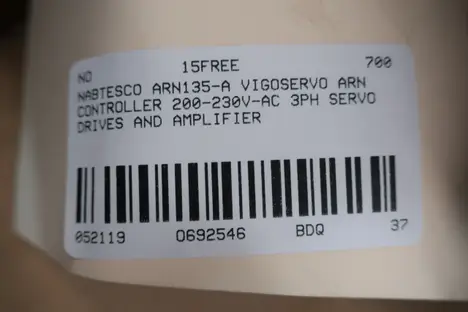 NO 15FREE 700
NABTESCO ARN135-A VIGOSERVO ARN
CONTROLLER 200-230V-AC 3PH SERVO
DRIVES AND AMPLIFIER
052119 0692546 BDQ 37